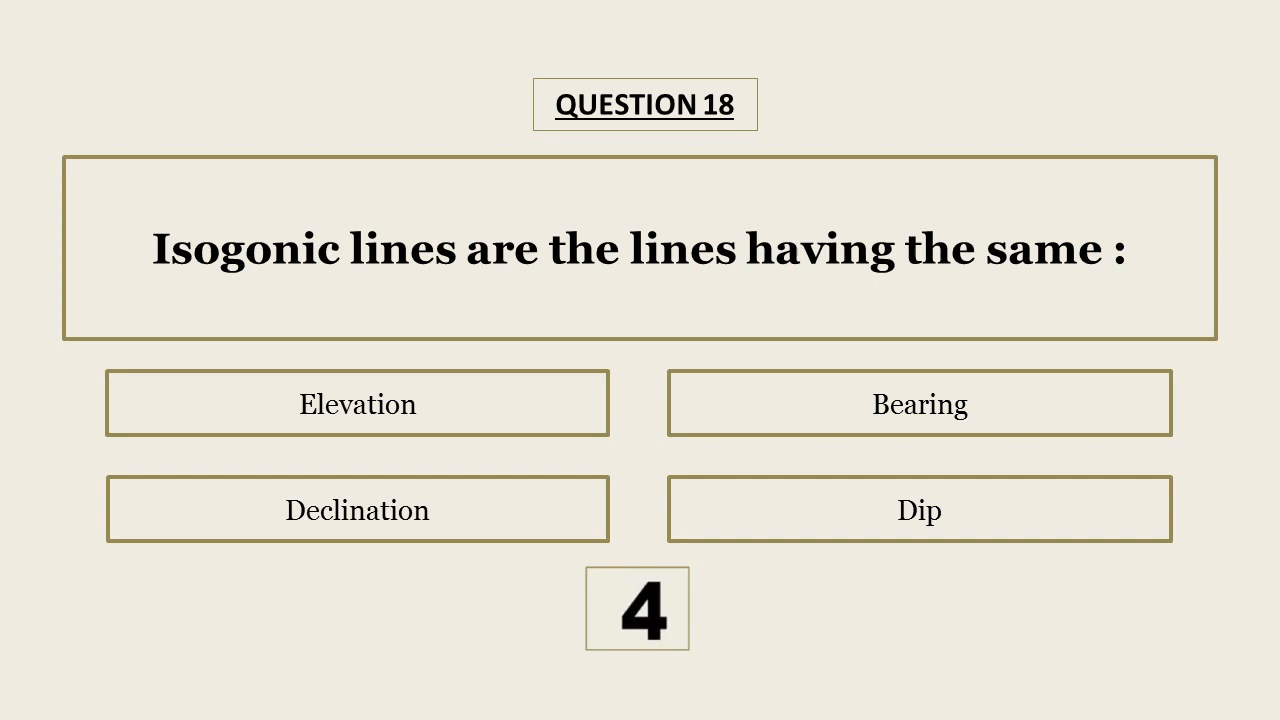 QUESTION 18
Isogonic lines are the lines having the same :
Elevation
Bearing
Declination
Dip
4